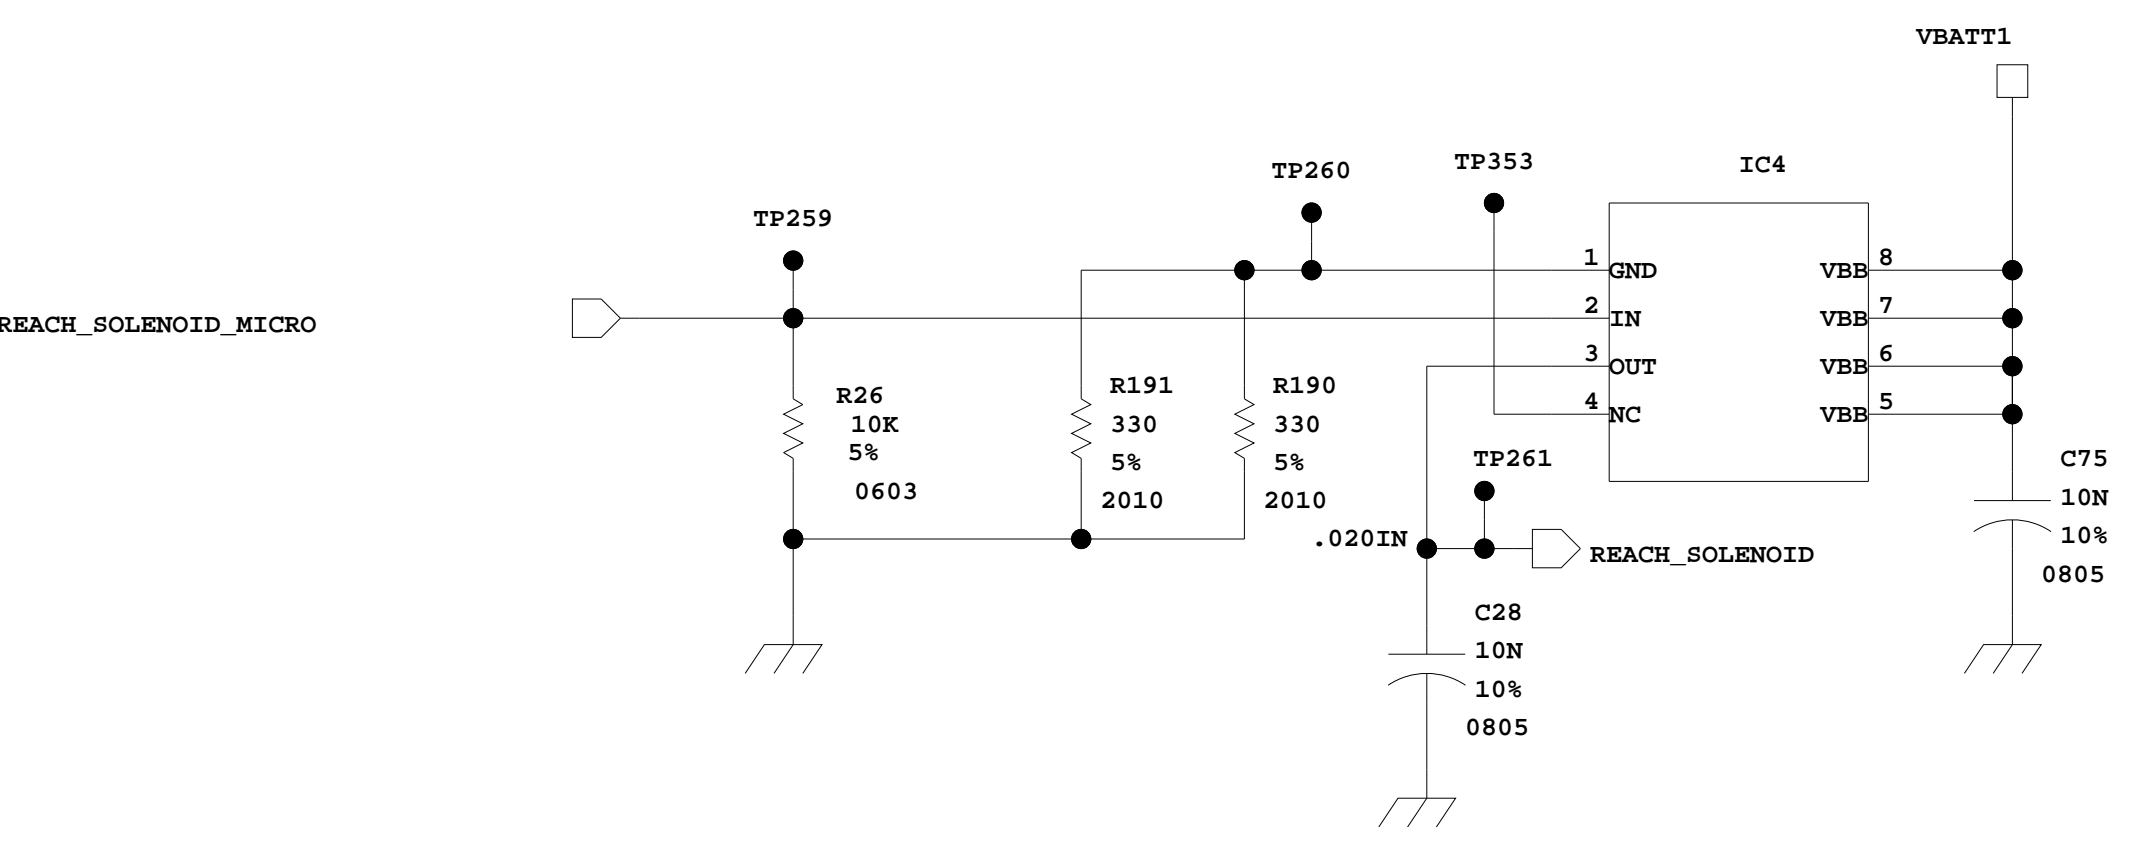 VBATT1
TP353
IC4
TP260
TP259
1
GND
VBB
8
REACH_SOLENOID_MICRO
2
IN
VBB
7
3
OUT
VBB
6
4
NC
VBB
5
R26
10K
5%
0603
R191
330
5%
2010
R190
330
5%
2010
TP261
.020IN
REACH_SOLENOID
C75
10N
10%
0805
C28
10N
10%
0805